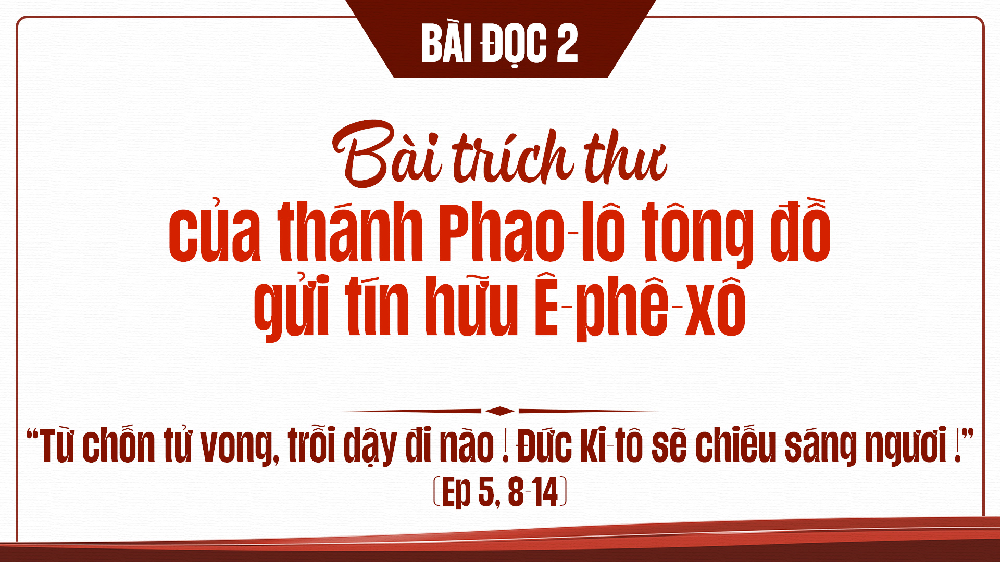 BÀI ĐỌC 2
Bài trích thư
của thánh Phao-lô tông đồ
gửi tín hữu Ê-phê-xô
“Từ chốn tử vong, trỗi dậy đi nào ! Đức Ki-tô sẽ chiếu sáng ngươi !”
(Ep 5, 8-14)